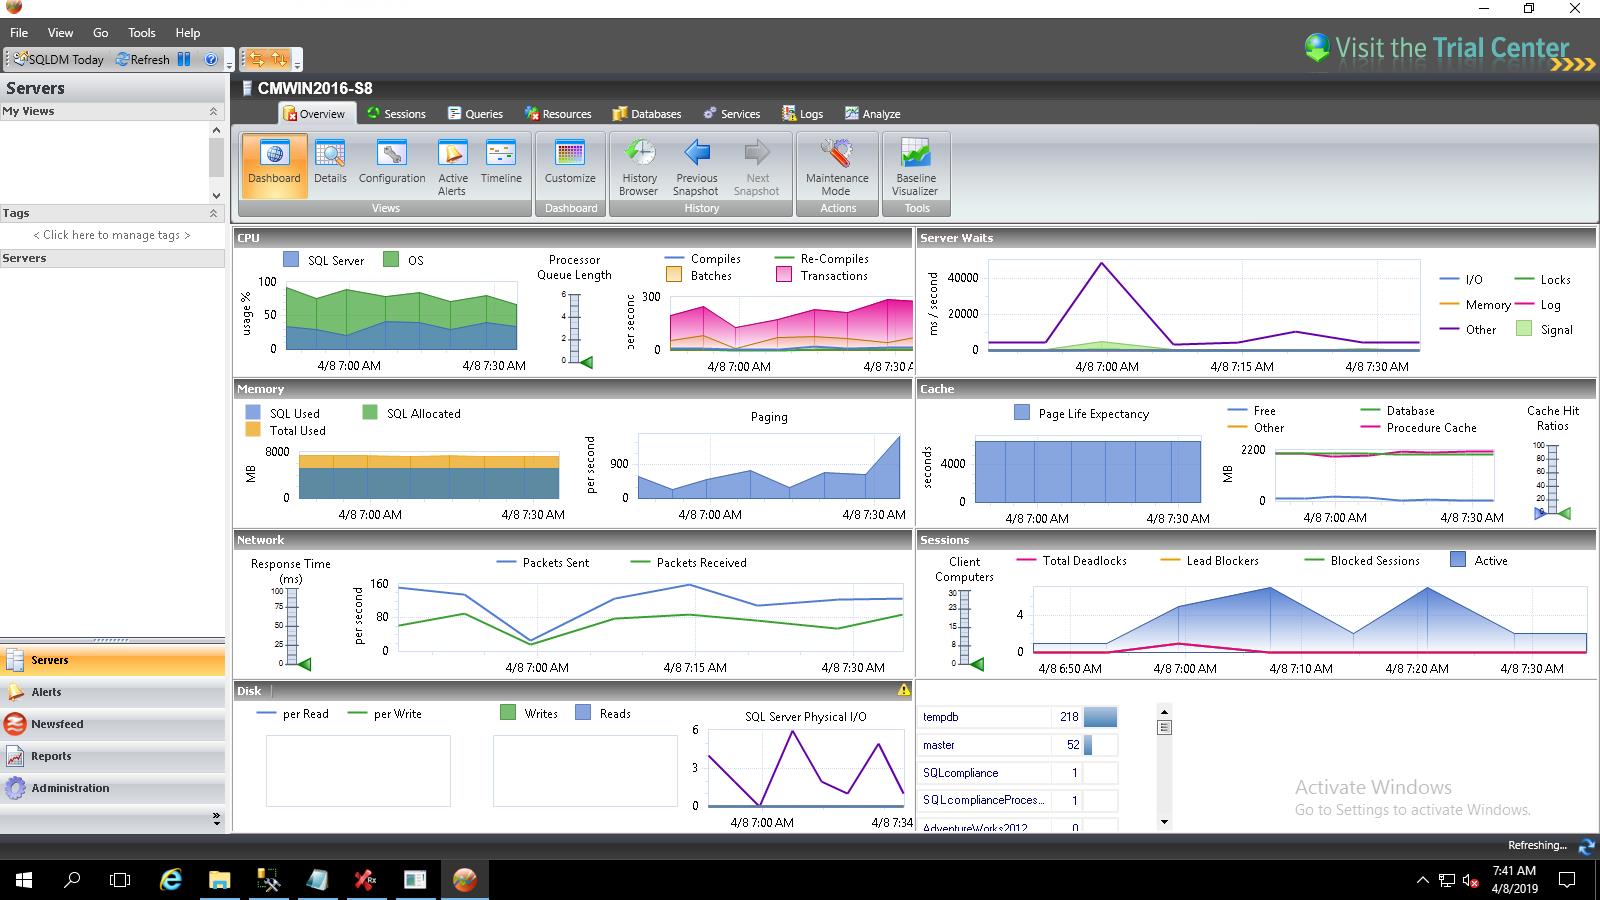 File View Go Tools Help
SQLDM Today Refresh
Visit the Trial Center
Servers
My Views
Tags
< Click here to manage tags >
Servers
CMWIN2016-S8
Overview Sessions Queries Resources Databases Services Logs Analyze
Dashboard Details Configuration Active Alerts Timeline
Views
Customize
Dashboard
History Browser Previous Snapshot Next Snapshot
History
Maintenance Mode
Actions
Baseline Visualizer
Tools
CPU
SQL Server OS
usage %
100
50
0
4/8 7:00 AM 4/8 7:30 AM
Processor
Queue Length
6
4
2
0
Compiles Re-Compiles
Batches Transactions
per second
300
0
4/8 7:00 AM 4/8 7:30 A
Server Waits
ms / second
40000
20000
0
4/8 7:00 AM 4/8 7:15 AM 4/8 7:30 AM
I/O Locks
Memory Log
Other Signal
Memory
SQL Used SQL Allocated
Total Used
MB
8000
0
4/8 7:00 AM 4/8 7:30 AM
Paging
per second
900
0
4/8 7:00 AM 4/8 7:30 AM
Cache
Page Life Expectancy
seconds
4000
0
4/8 7:00 AM 4/8 7:30 AM
Free Database
Other Procedure Cache
MB
2200
0
4/8 7:00 AM 4/8 7:30 AM
Cache Hit
Ratios
100
80
60
40
20
0
Network
Response Time
(ms)
100
75
50
25
0
Packets Sent Packets Received
per second
160
80
0
4/8 7:00 AM 4/8 7:15 AM 4/8 7:30 AM
Sessions
Client
Computers
30
23
15
8
0
Total Deadlocks Lead Blockers Blocked Sessions Active
4
0
4/8 6:50 AM 4/8 7:00 AM 4/8 7:10 AM 4/8 7:20 AM 4/8 7:30 AM
Disk
per Read per Write
Writes Reads
SQL Server Physical I/O
6
3
0
4/8 7:00 AM 4/8 7:34
tempdb 218
master 52
SQLcompliance 1
SQLcomplianceProces... 1
AdventureWorks2012 0
Servers
Alerts
Newsfeed
Reports
Administration
Activate Windows
Go to Settings to activate Windows.
Refreshing...
7:41 AM
4/8/2019